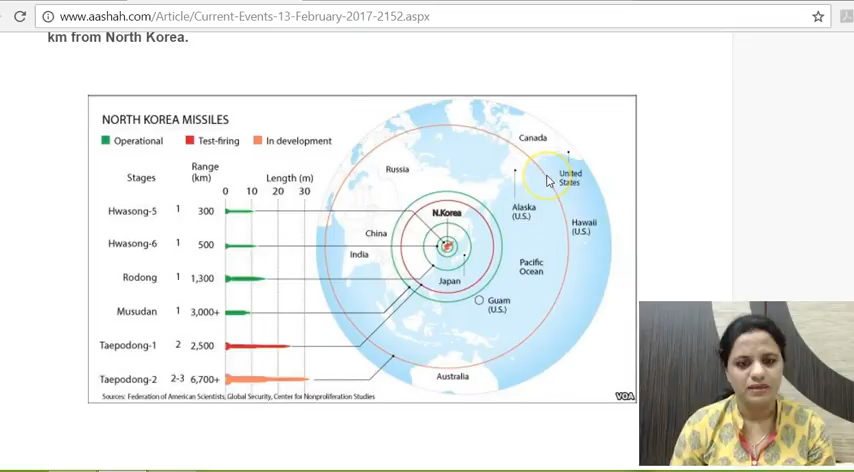 www.aashah.com/Article/Current-Events-13-February-2017-2152.aspx
km from North Korea.
NORTH KOREA MISSILES
Operational
Test-firing
In development
Stages
Range
(km)
Length (m)
0 10 20 30
Hwasong-5 1 300
Hwasong-6 1 500
Rodong 1 1,300
Musudan 1 3,000+
Taepodong-1 2 2,500
Taepodong-2 2-3 6,700+
Canada
Russia
United
States
N.Korea
Alaska
(U.S.)
Hawaii
(U.S.)
China
India
Pacific
Ocean
Japan
Guam
(U.S.)
Australia
Sources: Federation of American Scientists, Global Security, Center for Nonproliferation Studies
VOA